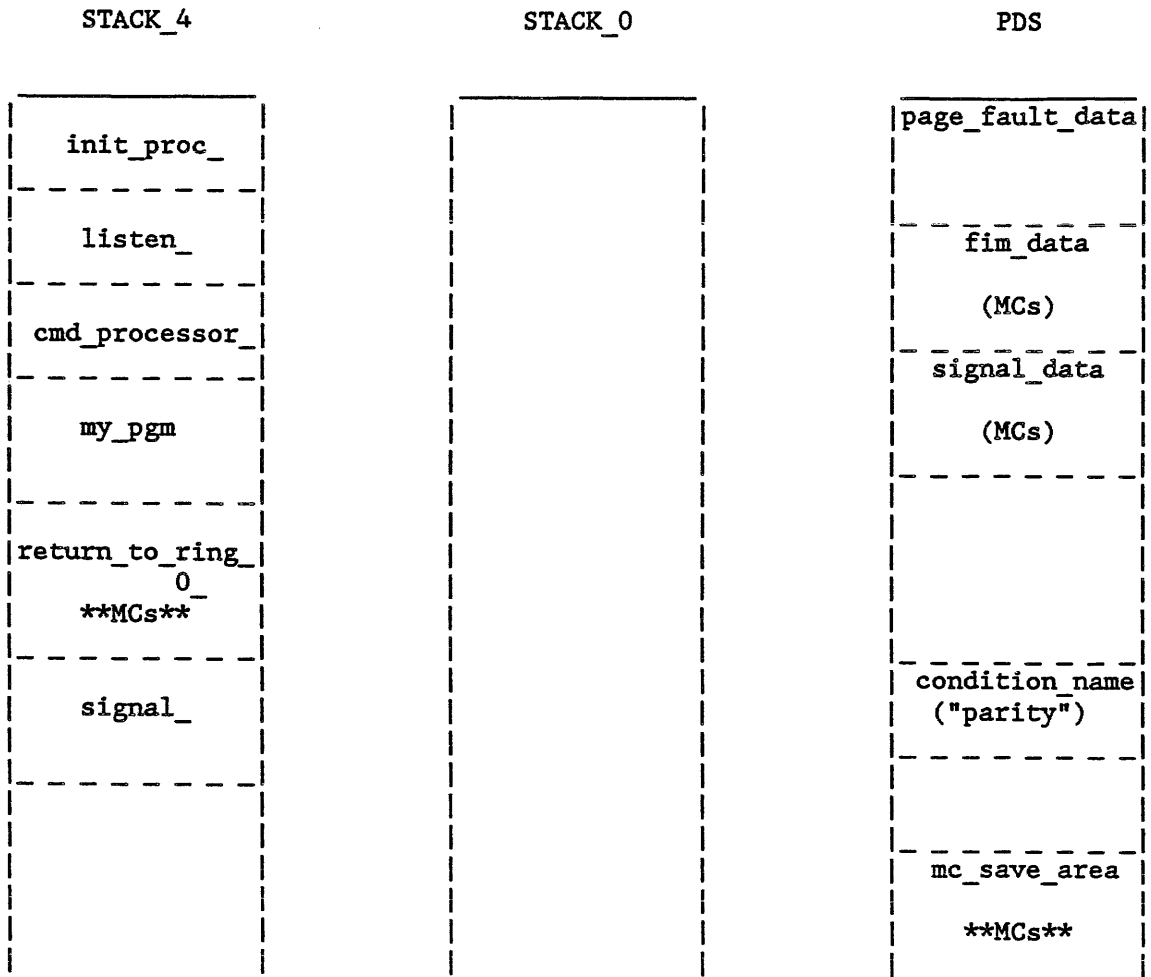 STACK_4 STACK_0 PDS
page_fault_data
init_proc_
listen_ fim_data
(MCs)
cmd_processor_
signal_data
my_pgm (MCs)
return_to_ring_
0_
**MCs**
condition_name
signal_ ("parity")
mc_save_area
**MCs**